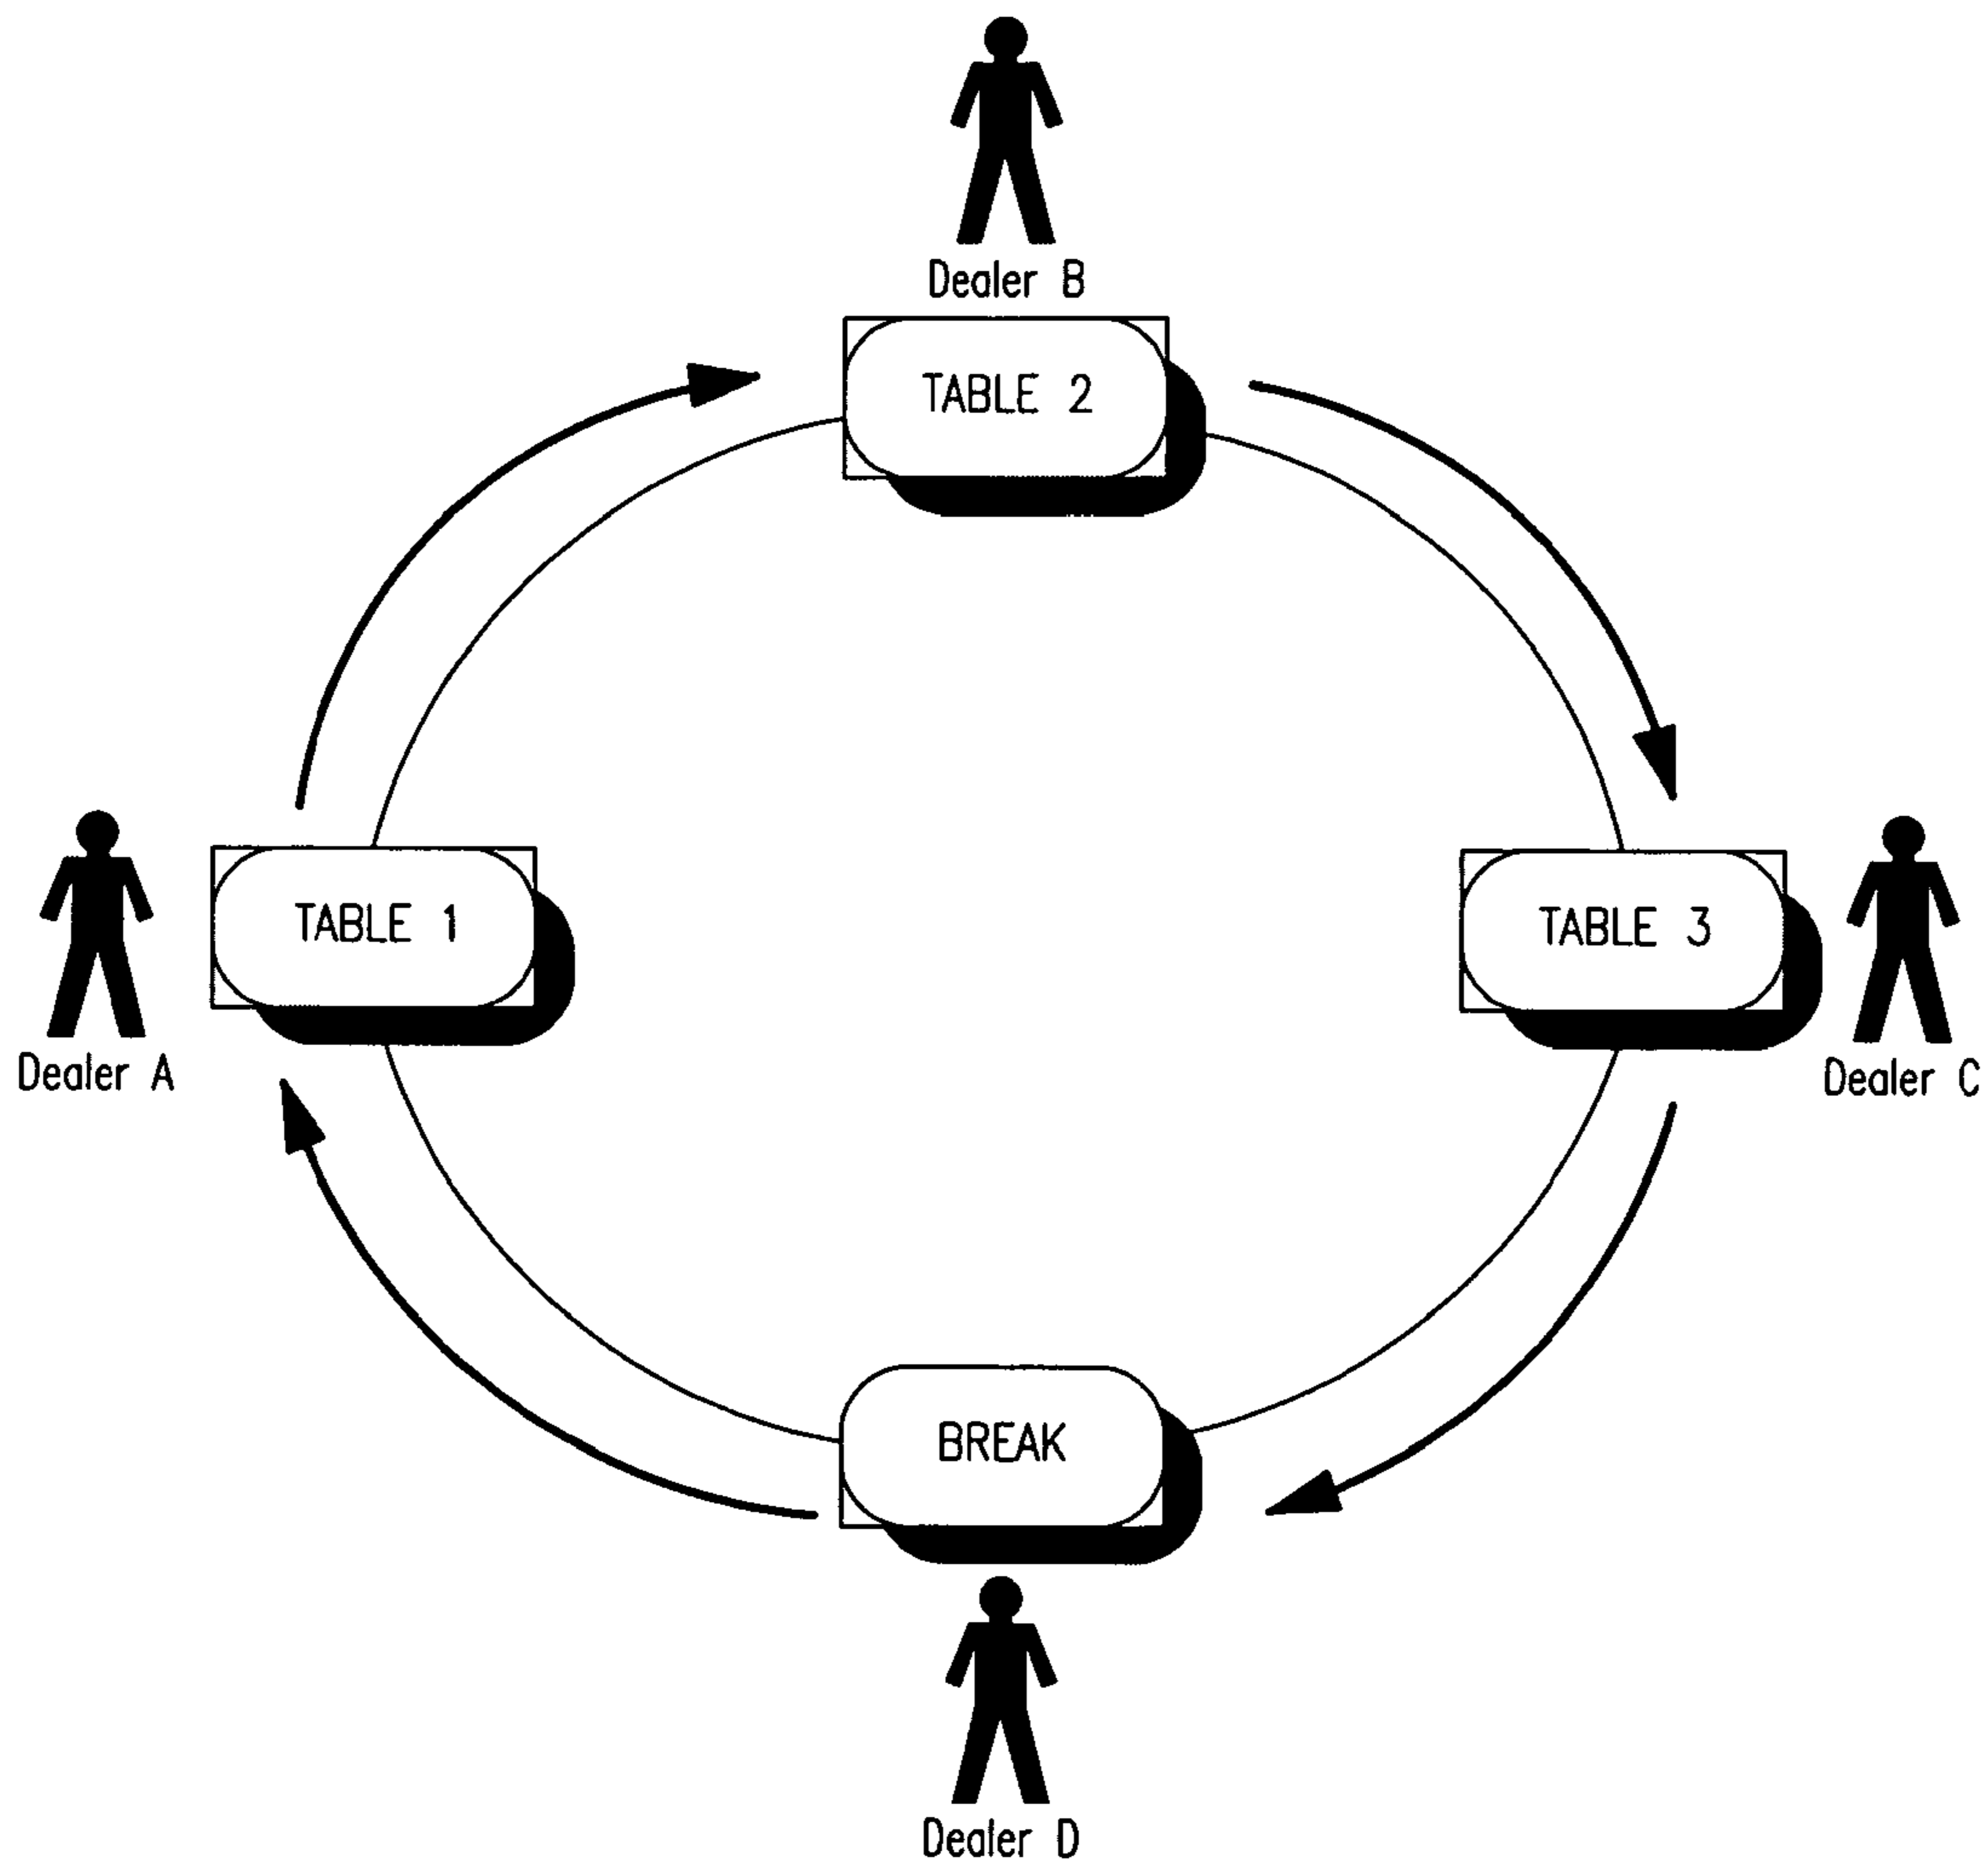 Dealer B
TABLE 2
TABLE 1
TABLE 3
Dealer A
Dealer C
BREAK
Dealer D